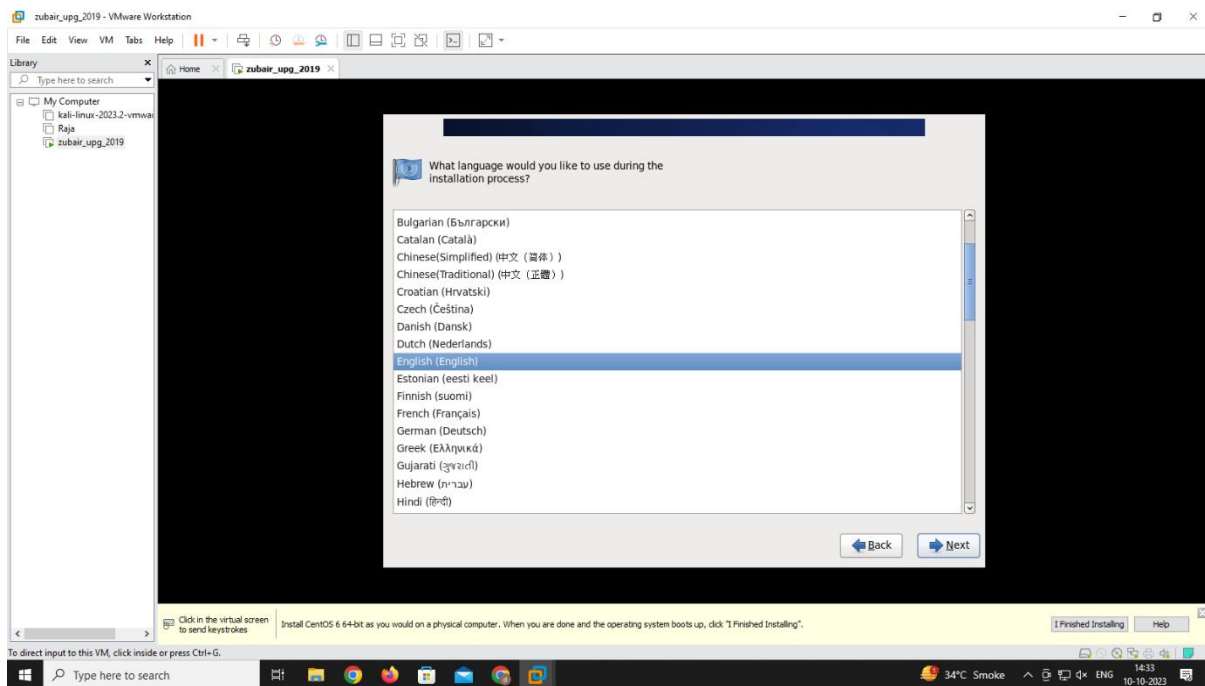 zubair_upg_2019 - VMware Workstation
File Edit View VM Tabs Help
Library
Type here to search
Home
zubair_upg_2019
My Computer
kali-linux-2023.2-vmwar
Raja
zubair_upg_2019
What language would you like to use during the
installation process?
Bulgarian (Български)
Catalan (Català)
Chinese(Simplified) (中文（简体）)
Chinese(Traditional) (中文（正體）)
Croatian (Hrvatski)
Czech (Čeština)
Danish (Dansk)
Dutch (Nederlands)
English (English)
Estonian (eesti keel)
Finnish (suomi)
French (Français)
German (Deutsch)
Greek (Ελληνικά)
Gujarati (ગુજરાતી)
Hebrew (עברית)
Hindi (हिन्दी)
Back Next
Click in the virtual screen
to send keystrokes
Install CentOS 6 64-bit as you would on a physical computer. When you are done and the operating system boots up, click "I Finished Installing".
I Finished Installing Help
To direct input to this VM, click inside or press Ctrl+G.
Type here to search
34°C Smoke
ENG
14:33
10-10-2023